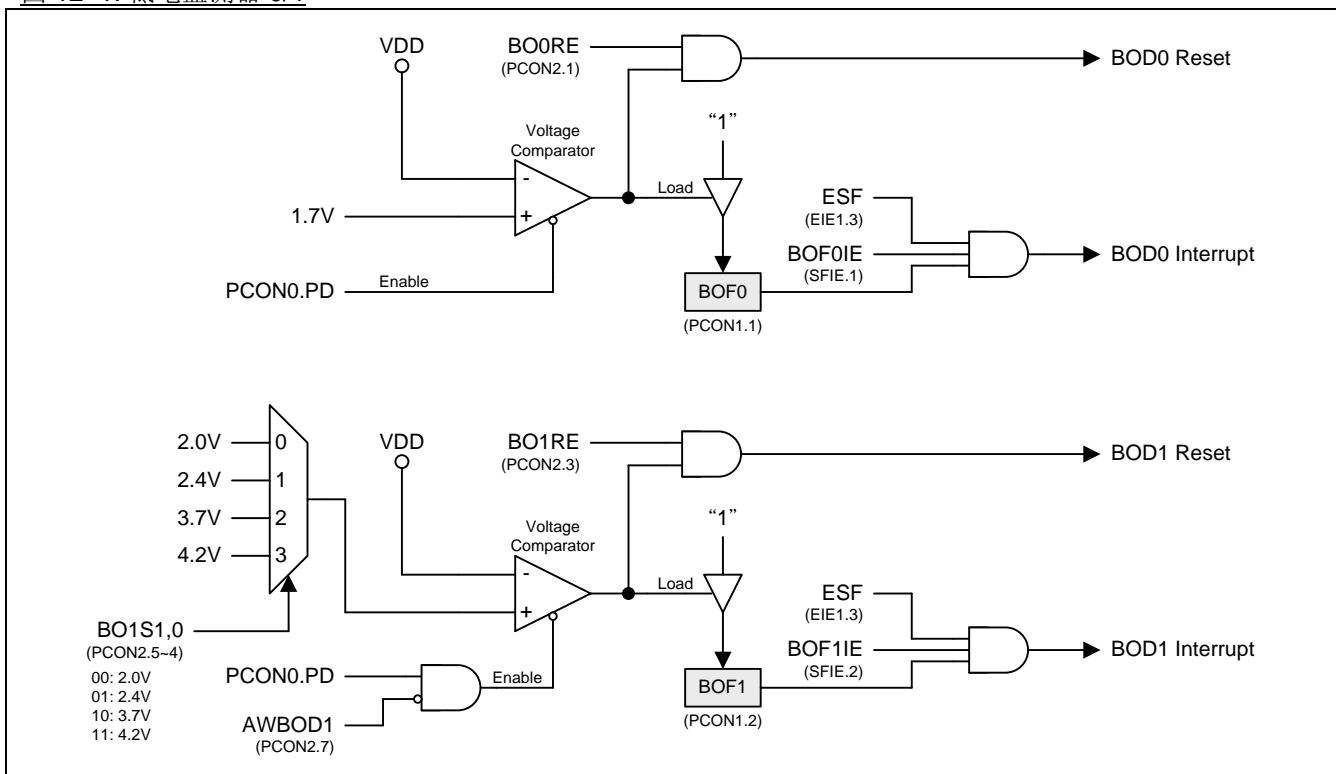 VDD
BO0RE
(PCON2.1)
BOD0 Reset
Voltage
Comparator
"1"
-
+
Load
1.7V
ESF
(EIE1.3)
BOF0IE
(SFIE.1)
BOD0 Interrupt
PCON0.PD
Enable
BOF0
(PCON1.1)
2.0V
0
2.4V
1
3.7V
2
4.2V
3
VDD
BO1RE
(PCON2.3)
BOD1 Reset
Voltage
Comparator
“1”
-
+
Load
BO1S1,0
(PCON2.5~4)
00: 2.0V
01: 2.4V
10: 3.7V
11: 4.2V
PCON0.PD
Enable
AWBOD1
(PCON2.7)
ESF
(EIE1.3)
BOF1IE
(SFIE.2)
BOD1 Interrupt
BOF1
(PCON1.2)